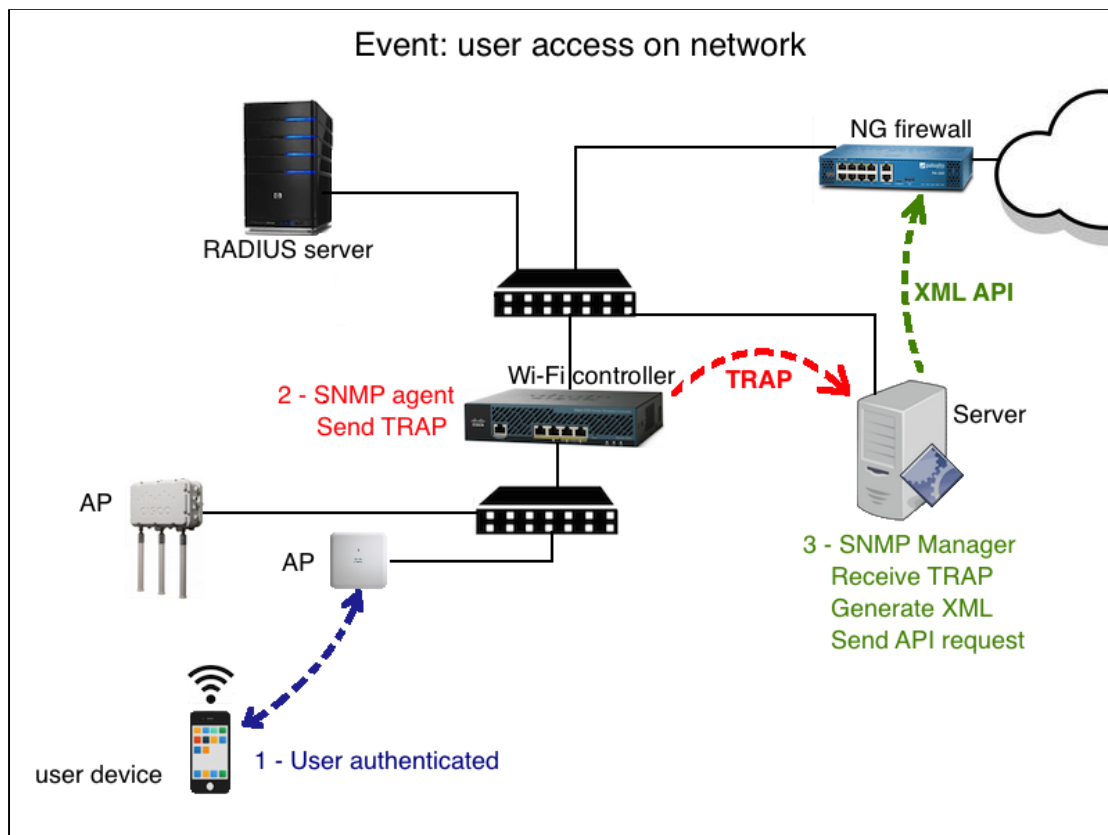 Event: user access on network
NG firewall
RADIUS server
XML API
Wi-Fi controller
TRAP
2 - SNMP agent
Send TRAP
Server
AP
AP
3 - SNMP Manager
Receive TRAP
Generate XML
Send API request
1 - User authenticated
user device